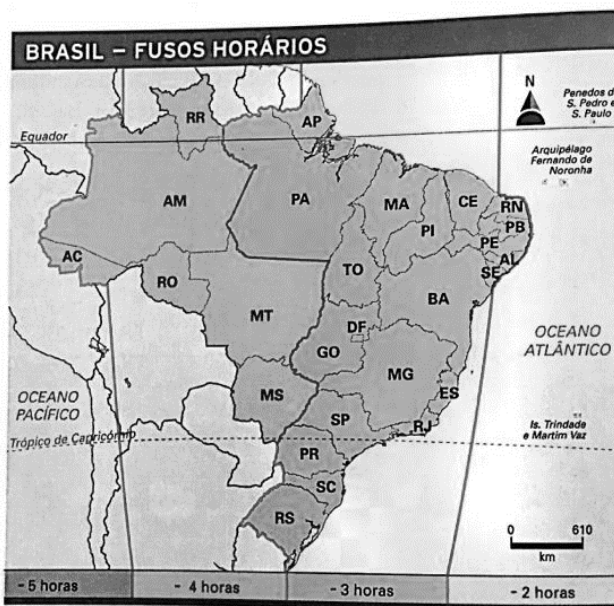 BRASIL – FUSOS HORÁRIOS
N
Penedos d
S. Pedro e
S. Paulo
RR
AP
Equador
Arquipélago
Fernando de
Noronha
AM
PA
MA
CE
RN
PB
PI
PE
AL
SE
AC
RO
TO
BA
MT
DF
GO
OCEANO
ATLÂNTICO
MG
ES
MS
OCEANO
PACÍFICO
SP
RJ
Is. Trindade
e Martim Vaz
Trópico de Capricórnio
PR
SC
RS
0 610
km
- 5 horas
- 4 horas
- 3 horas
- 2 horas